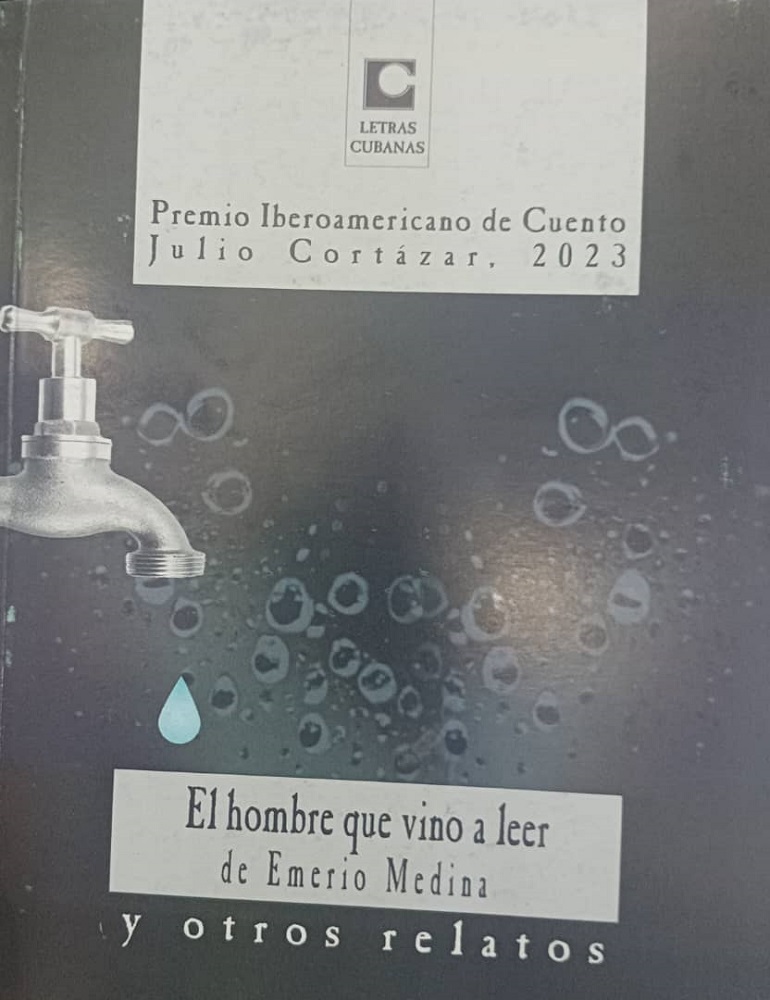 LETRAS
CUBANAS
Premio Iberoamericano de Cuento
Julio Cortázar, 2023
El hombre que vino a leer
de Emerio Medina
y otros relatos